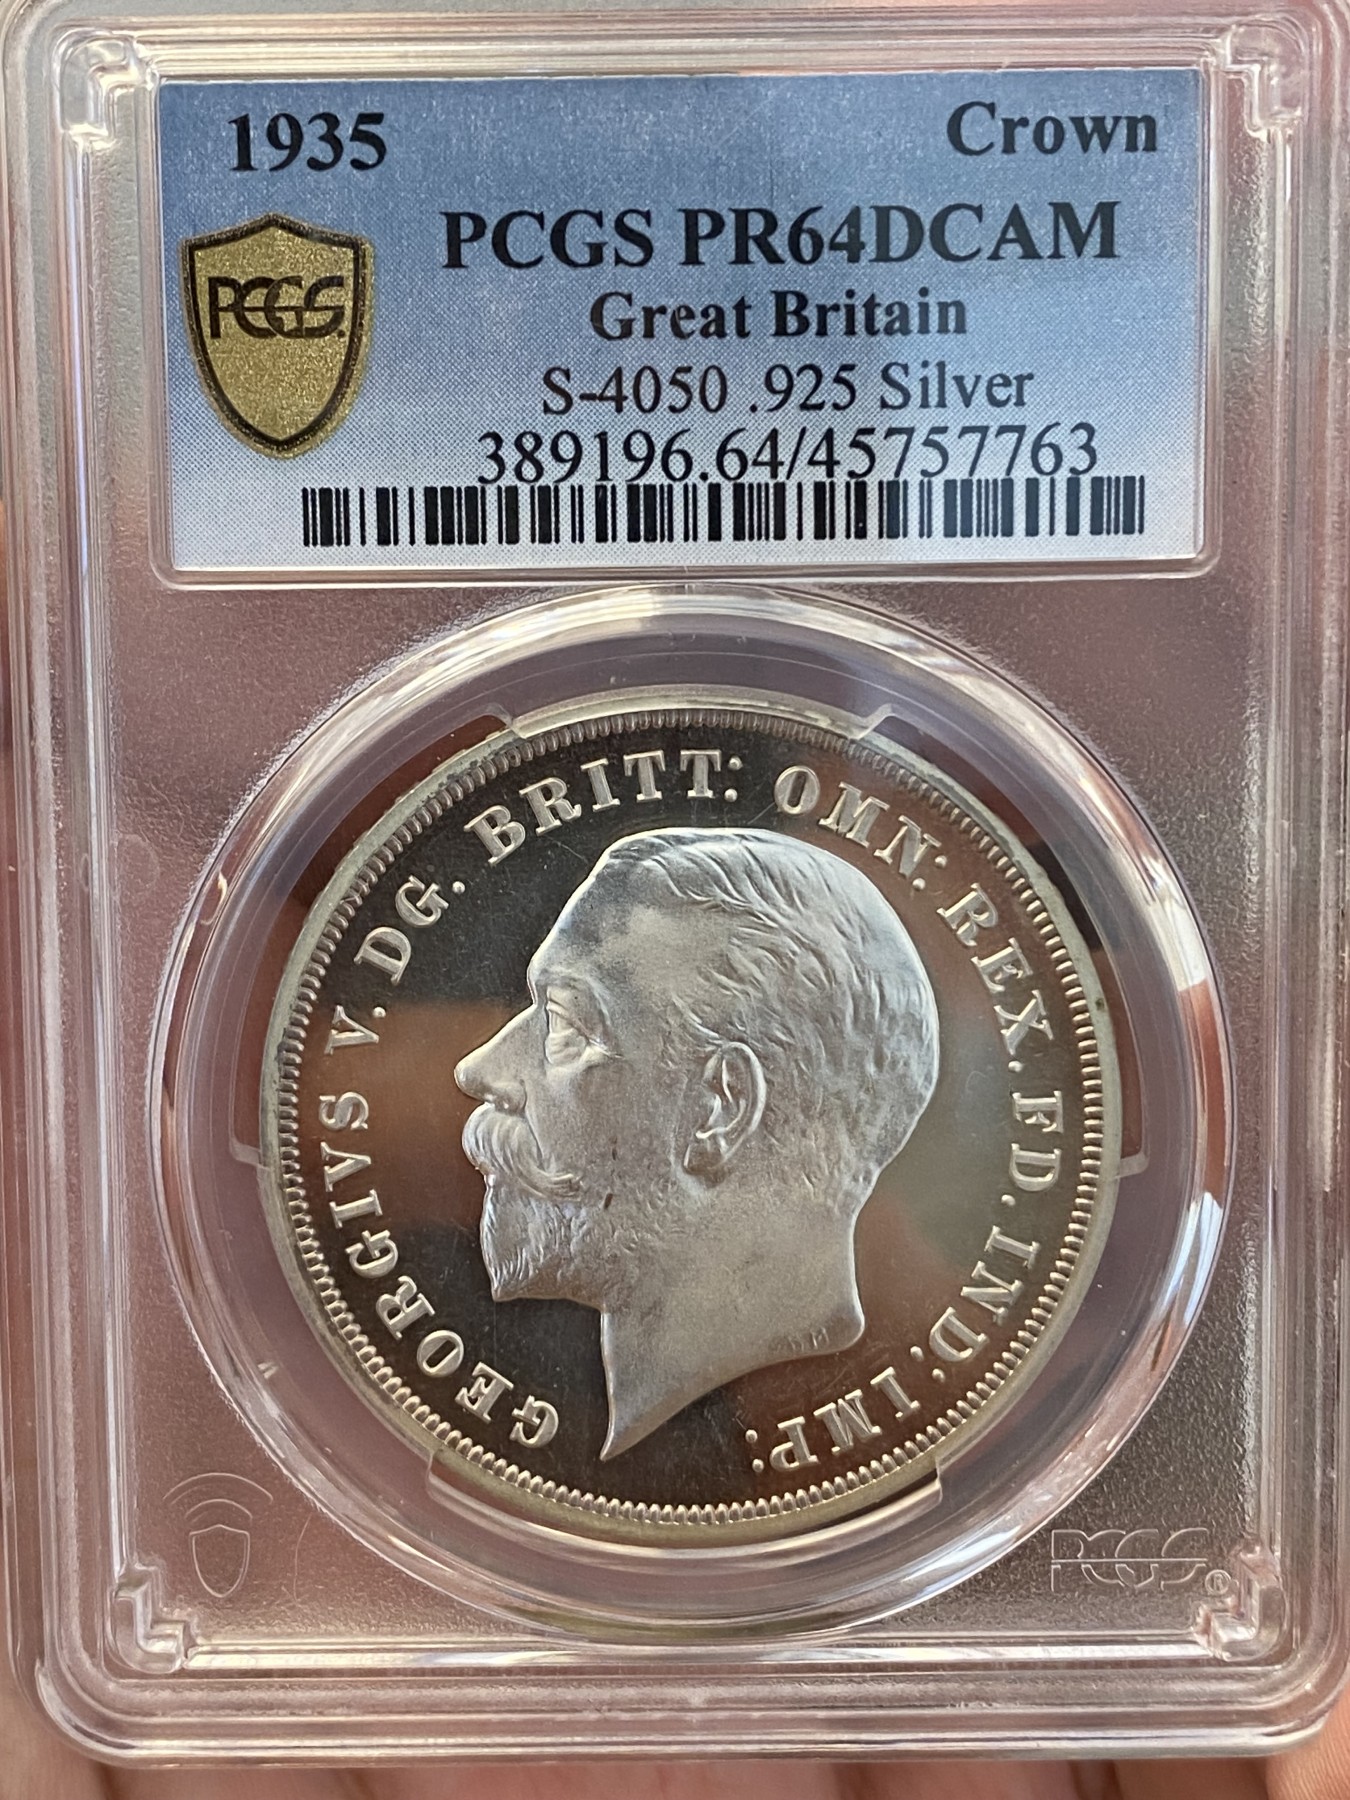 1935 Crown
PCGS PR64DCAM
PCGS
Great Britain
S-4050 .925 Silver
389196.64/45757763
GEORGIVS V. DG. BRITT: OMN: REX. FD. IND: IMP:
BM
PCGS®